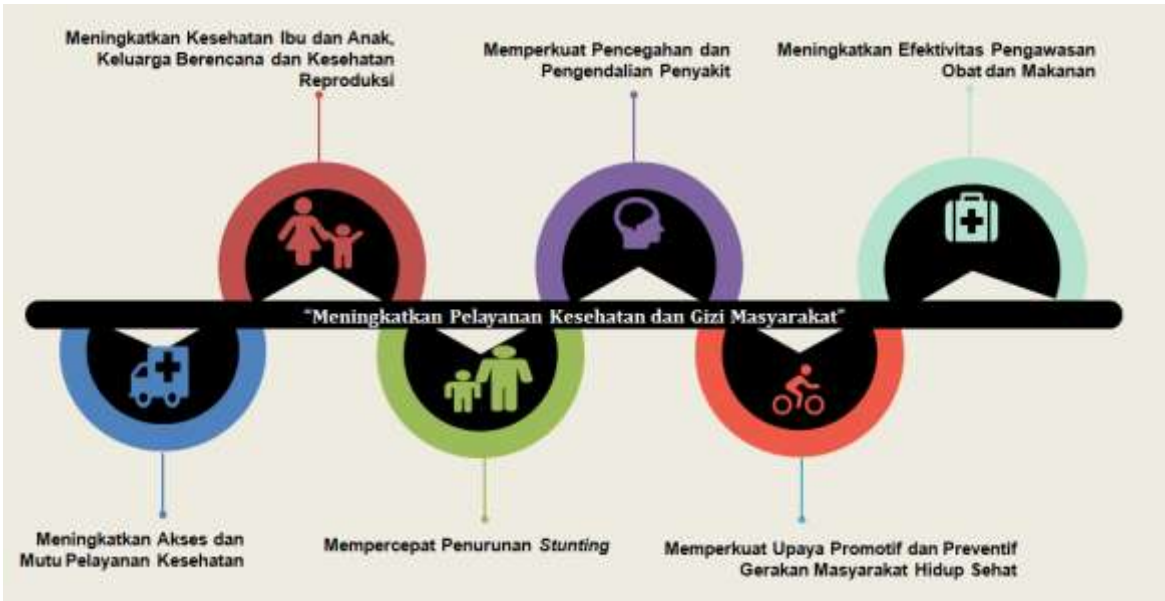 Meningkatkan Kesehatan Ibu dan Anak,
Keluarga Berencana dan Kesehatan
Reproduksi
Memperkuat Pencegahan dan
Pengendalian Penyakit
Meningkatkan Efektivitas Pengawasan
Obat dan Makanan
"Meningkatkan Pelayanan Kesehatan dan Gizi Masyarakat"
Meningkatkan Akses dan
Mutu Pelayanan Kesehatan
Mempercepat Penurunan Stunting
Memperkuat Upaya Promotif dan Preventif
Gerakan Masyarakat Hidup Sehat